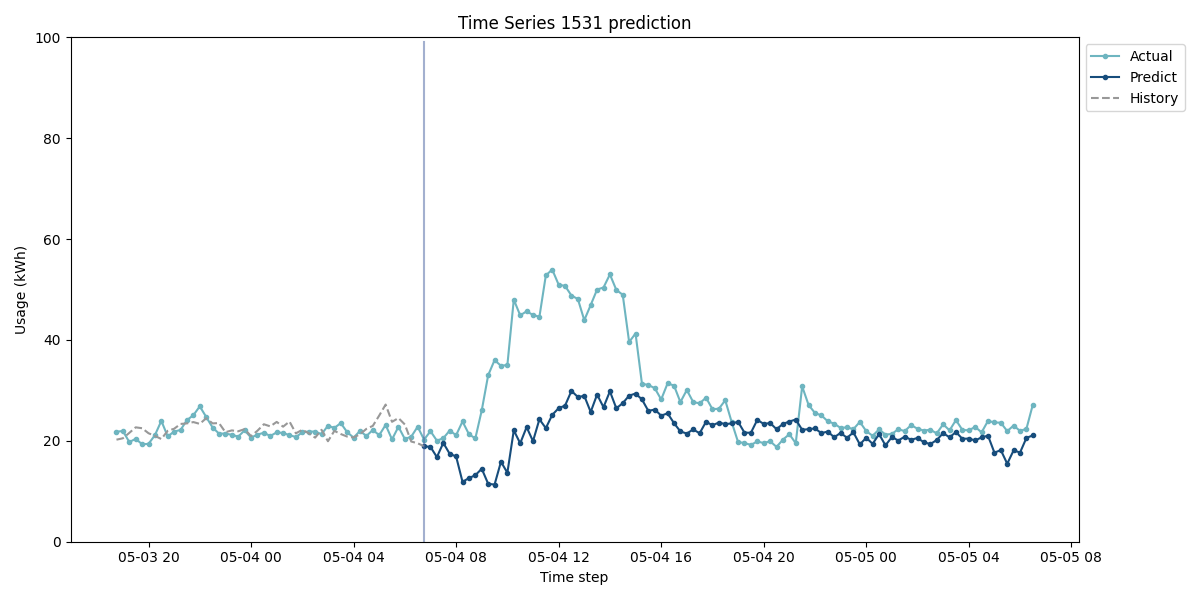 Time Series 1531 prediction
100
80
60
40
20
0
Usage (kWh)
05-03 20
05-04 00
05-04 04
05-04 08
05-04 12
05-04 16
05-04 20
05-05 00
05-05 04
05-05 08
Time step
Actual
Predict
History